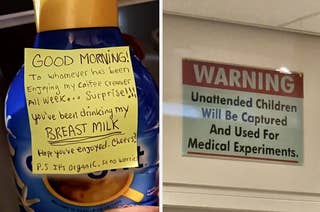 GOOD MORNING!
To whomever has been
Enjoying my coffee creamer
all week... Surprise!!!
you've been drinking my
BREAST MILK
Hope you've enjoyed. Cheers!
P.S It's organic, so no worries
WARNING
Unattended Children
Will Be Captured
And Used For
Medical Experiments.